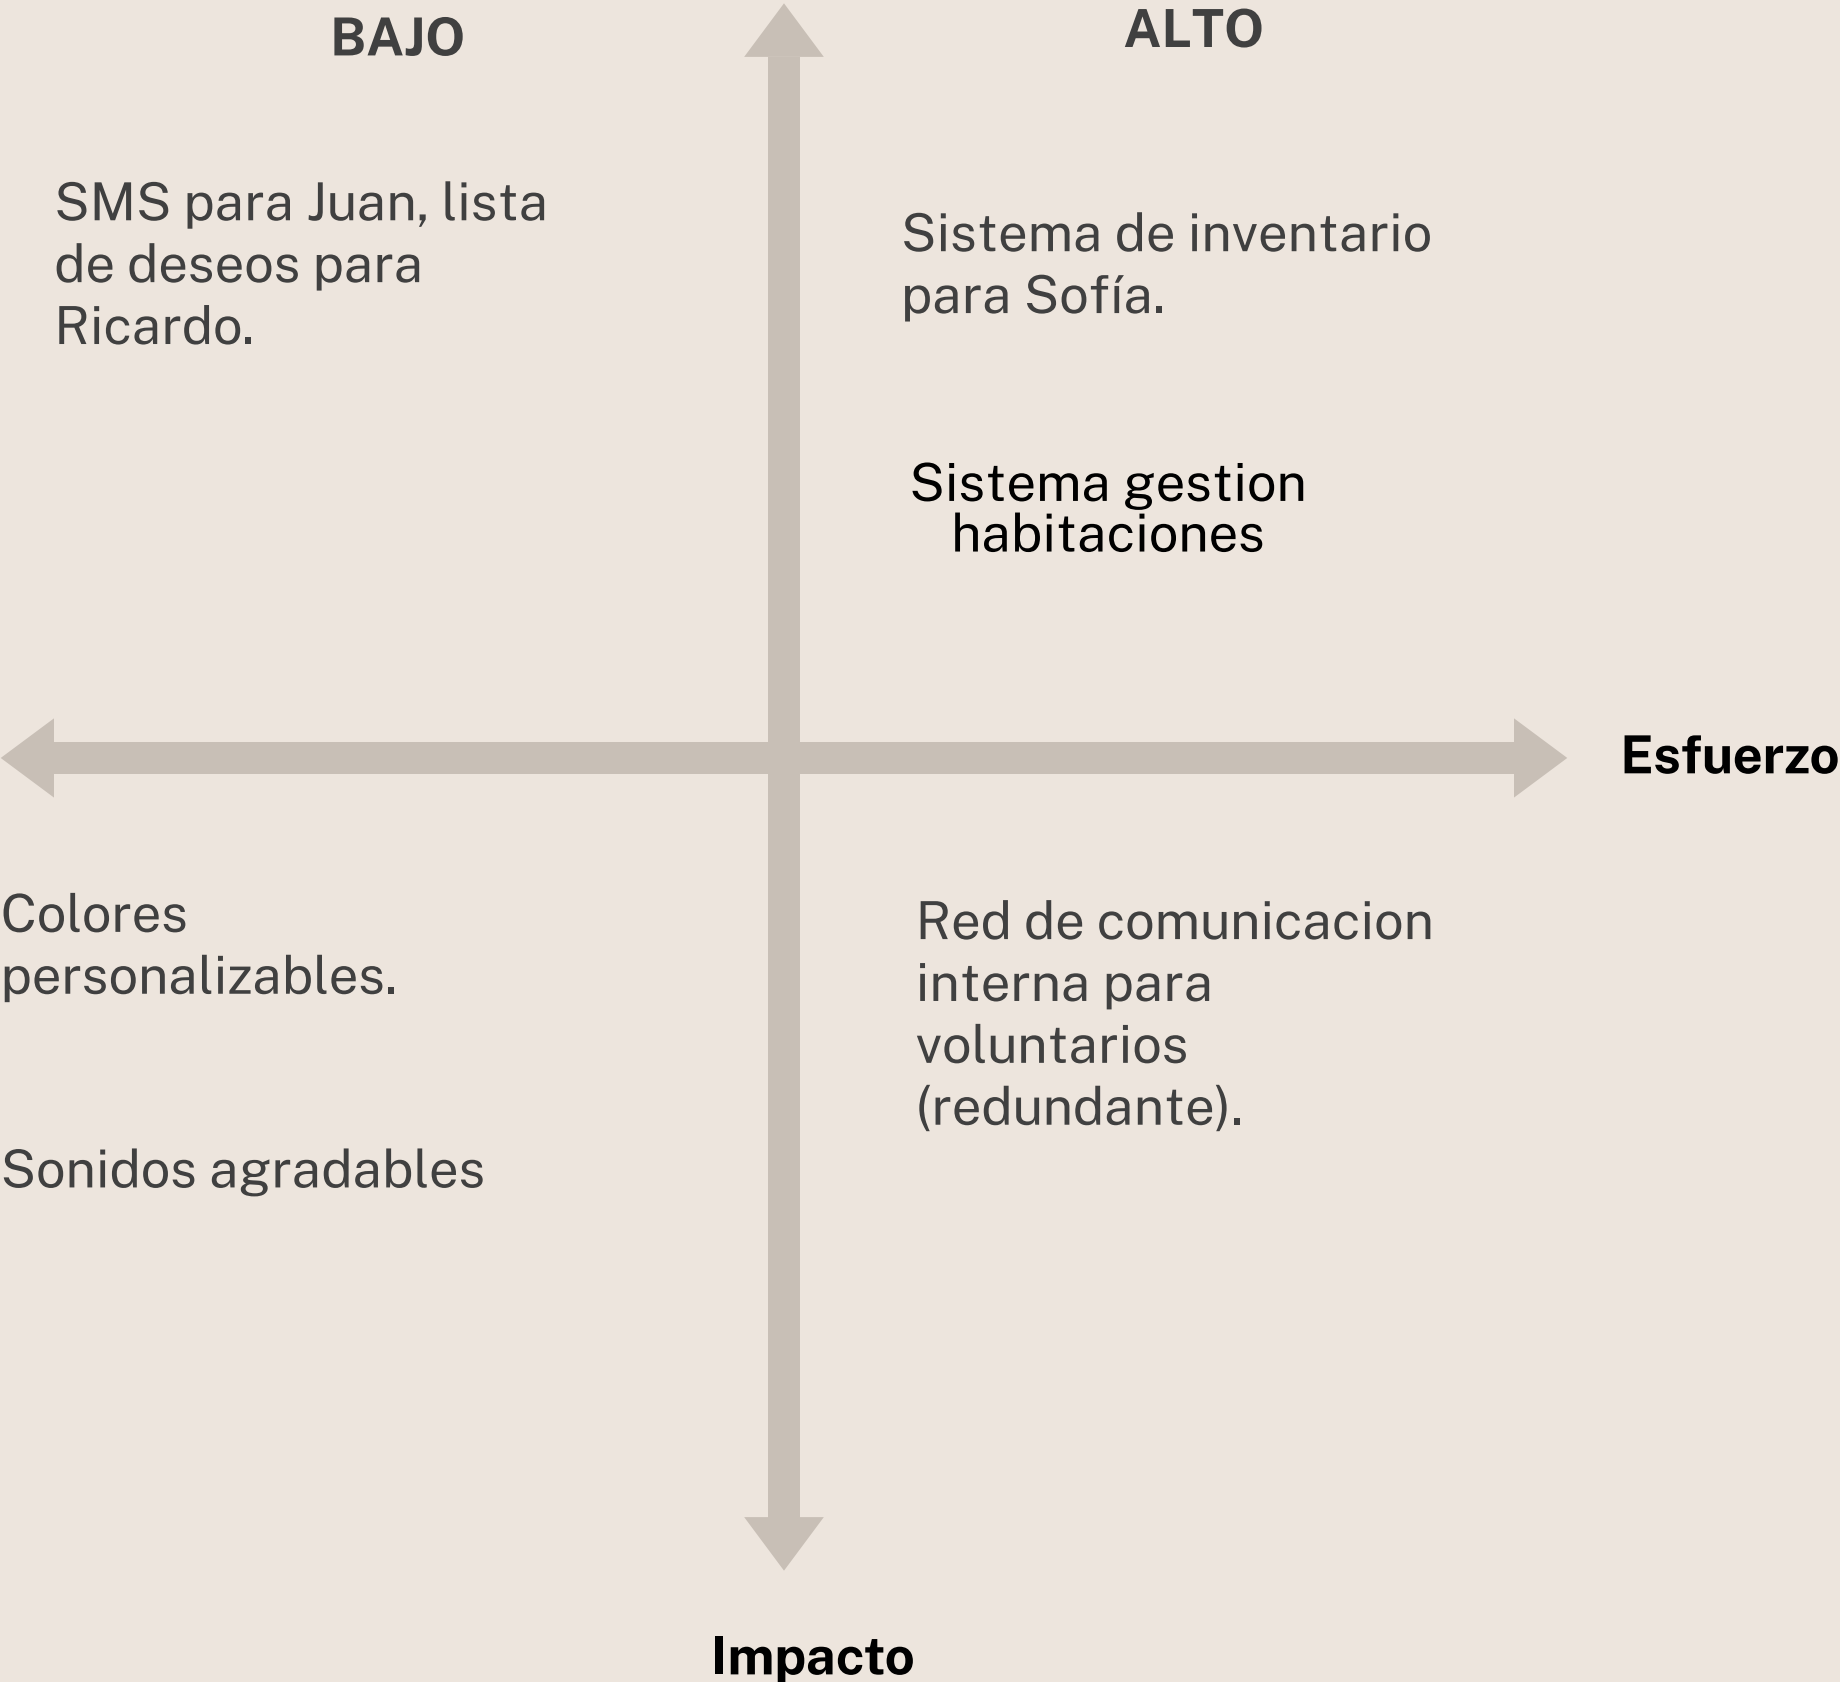 BAJO
ALTO
SMS para Juan, lista
de deseos para
Ricardo.
Sistema de inventario
para Sofía.
Sistema gestion
habitaciones
Esfuerzo
Colores
personalizables.
Sonidos agradables
Red de comunicacion
interna para
voluntarios
(redundante).
Impacto